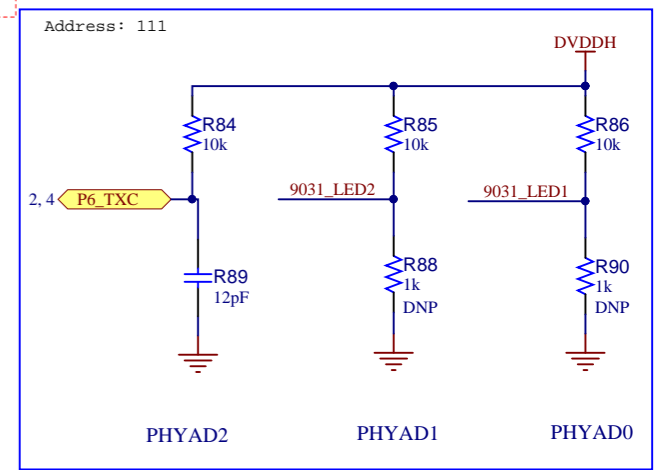 Address: 111
DVDDH
R84
10k
R85
10k
R86
10k
2, 4 P6_TXC
9031_LED2
9031_LED1
R89
12pF
R88
1k
DNP
R90
1k
DNP
PHYAD2
PHYAD1
PHYAD0